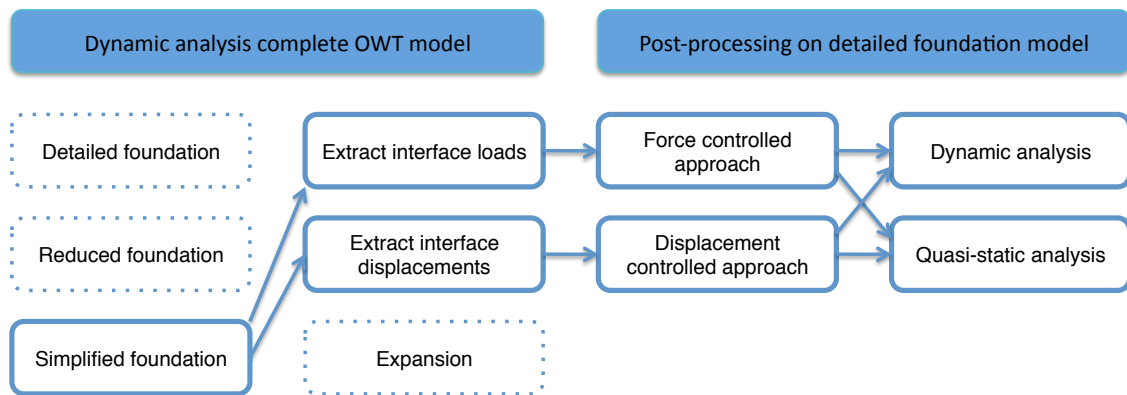 Dynamic analysis complete OWT model
Post-processing on detailed foundation model
Detailed foundation
Extract interface loads
Force controlled
approach
Dynamic analysis
Reduced foundation
Extract interface
displacements
Displacement
controlled approach
Quasi-static analysis
Simplified foundation
Expansion